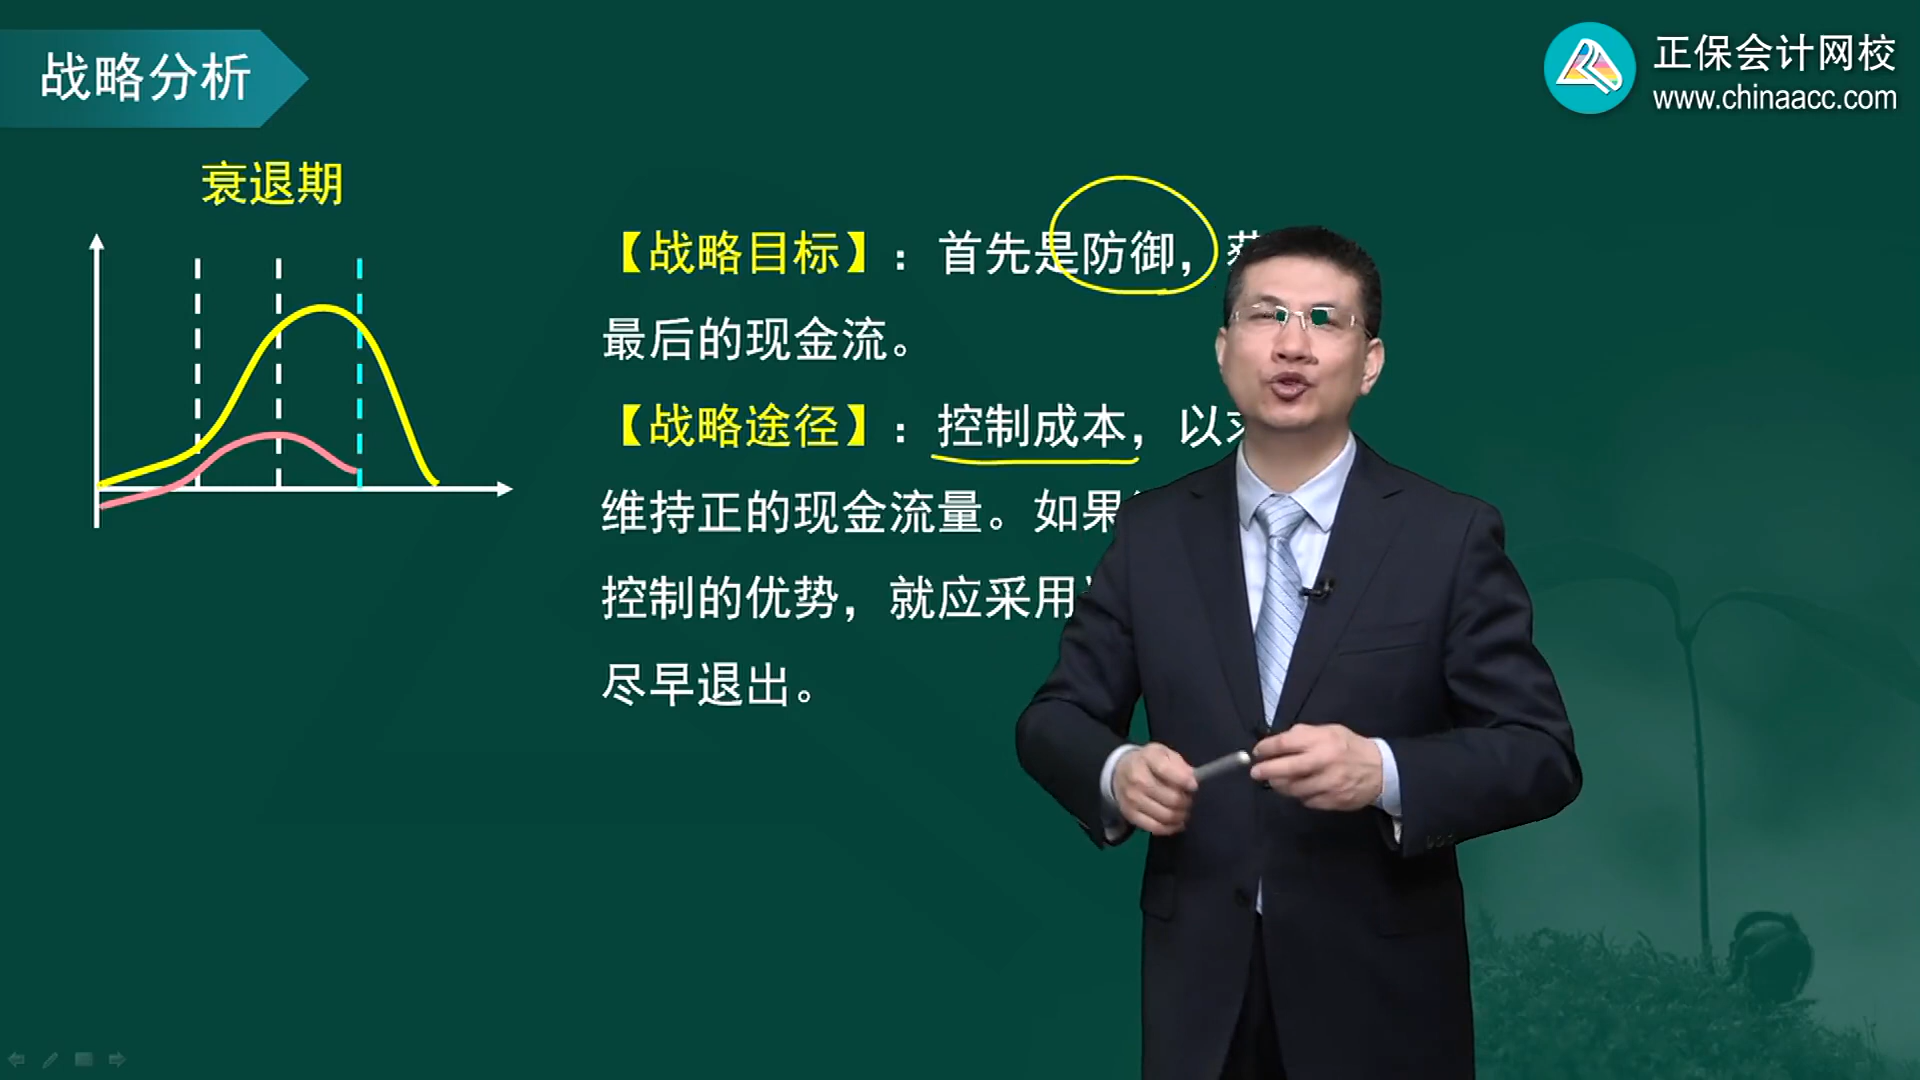 战略分析
正保会计网校
www.chinaacc.com
衰退期
【战略目标】：首先是防御，
最后的现金流。
【战略途径】：控制成本，以
维持正的现金流量。如果
控制的优势，就应采用
尽早退出。